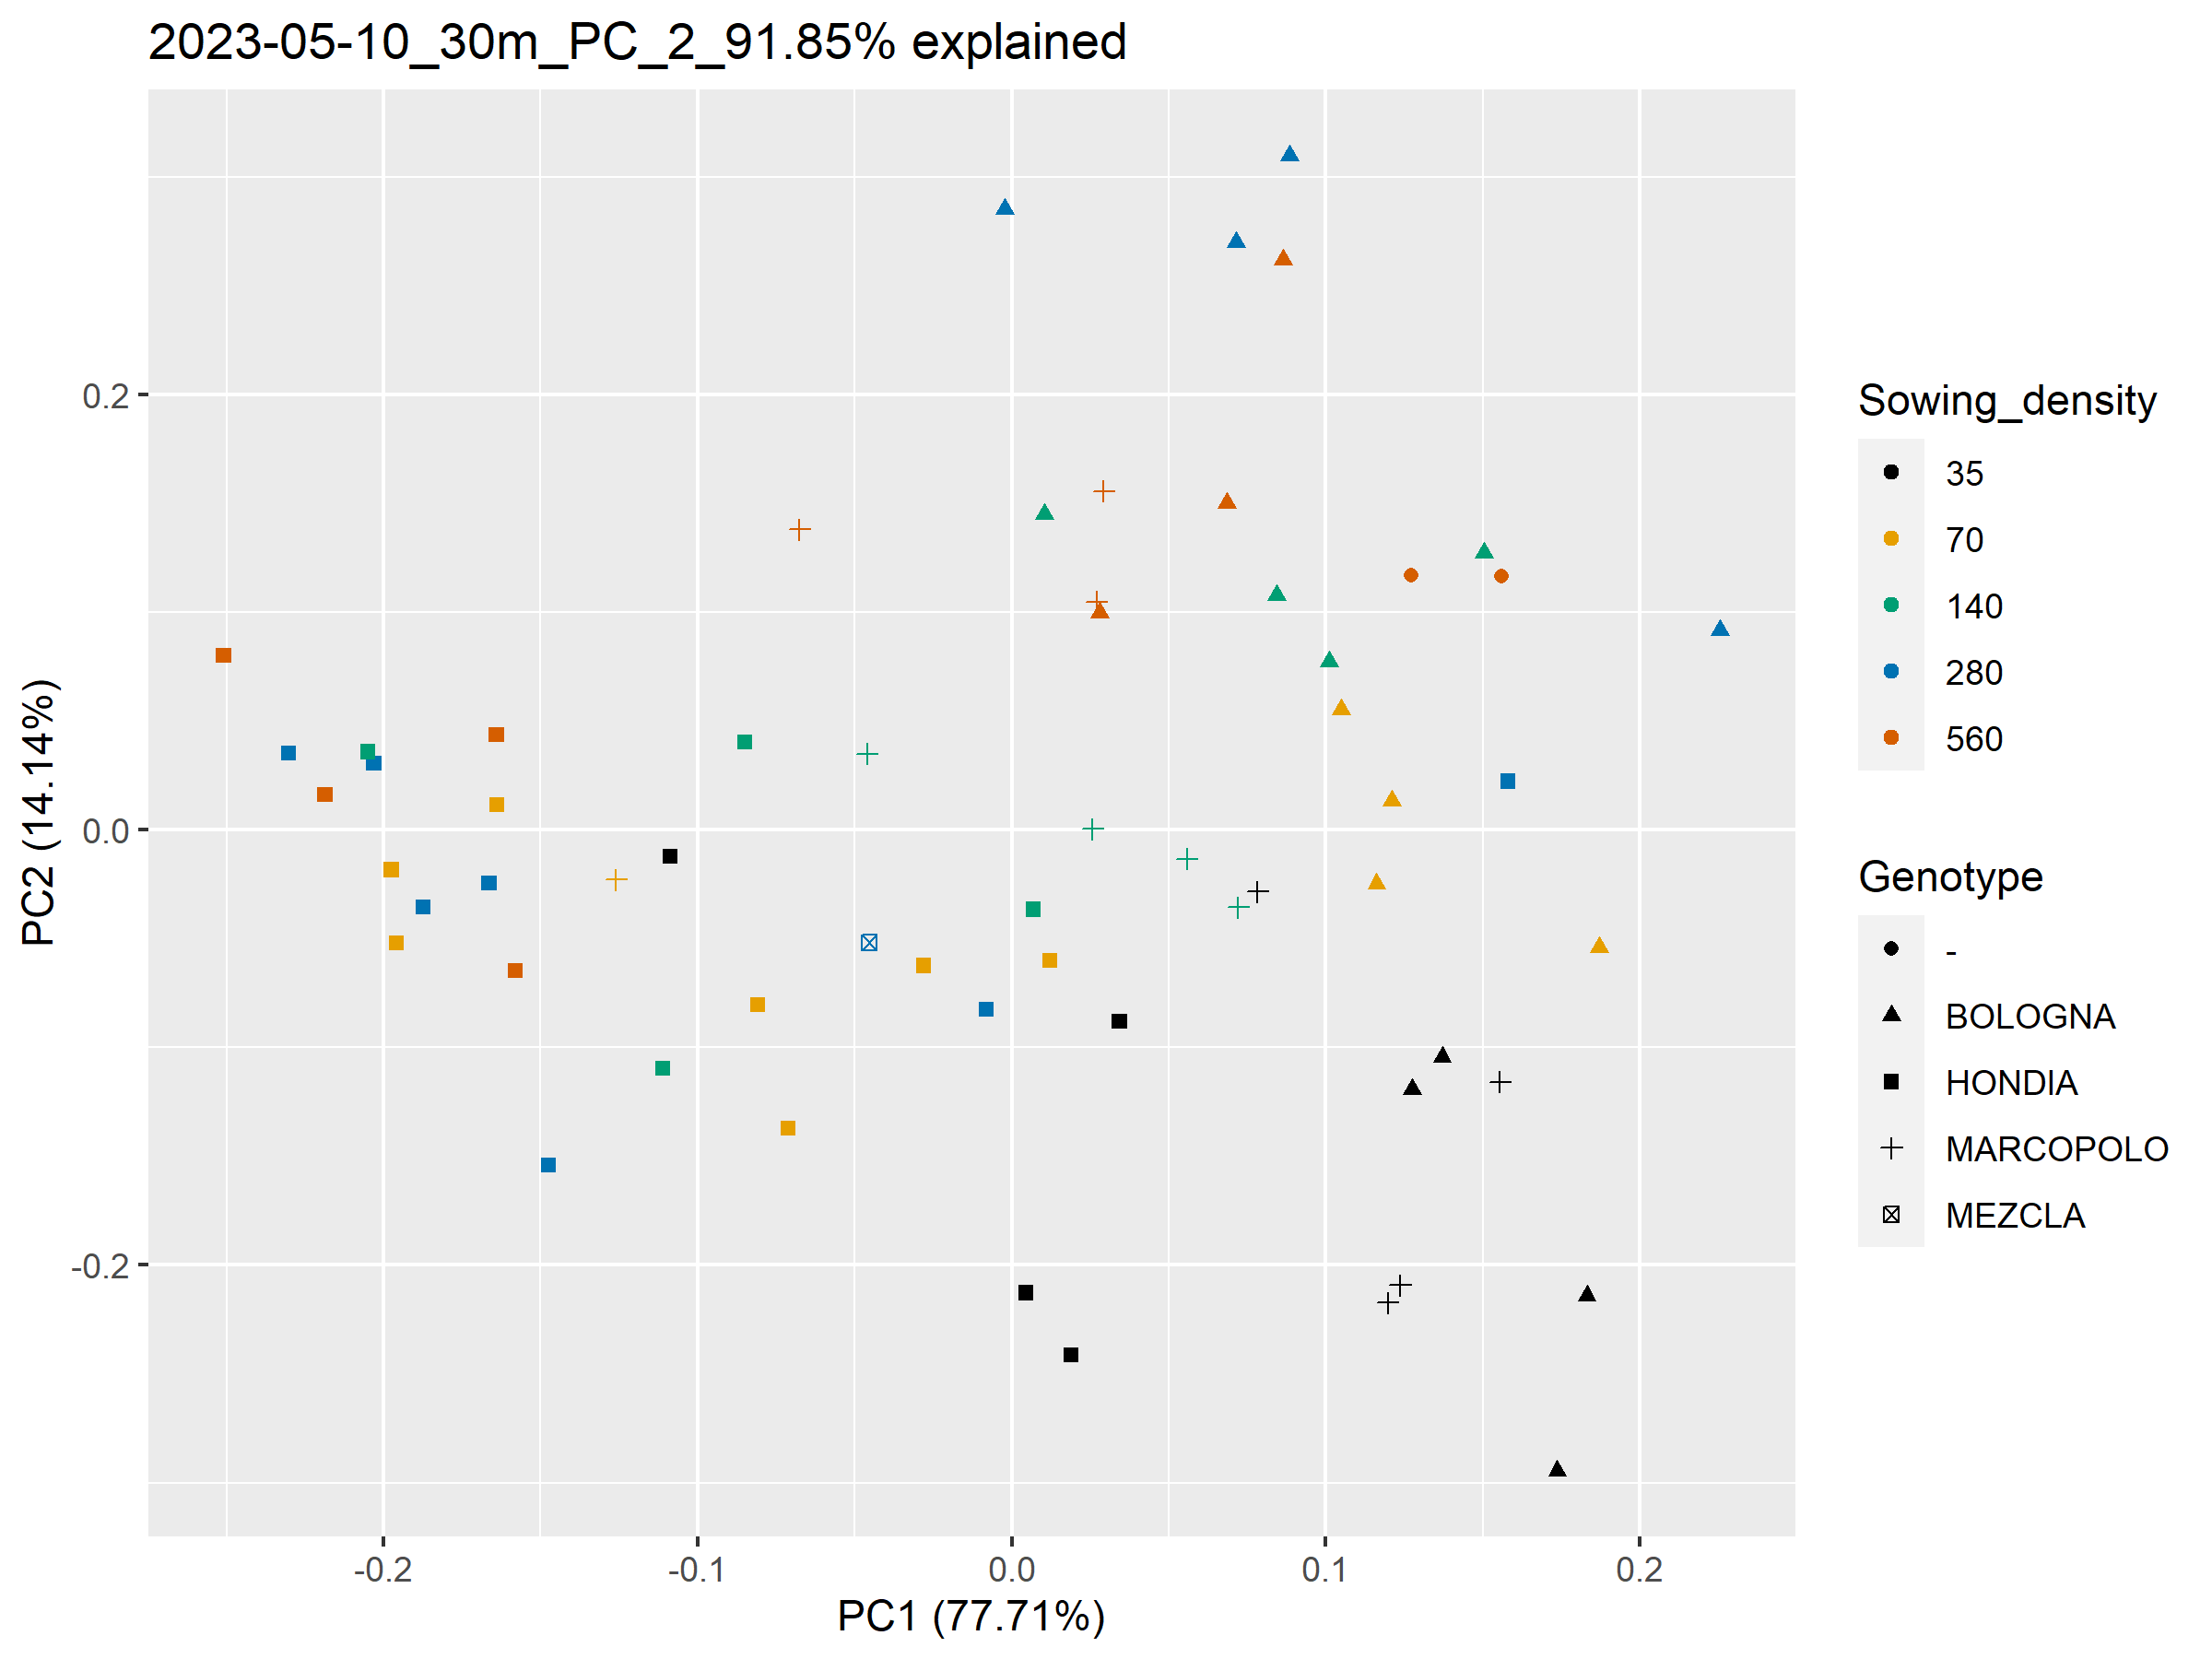 2023-05-10_30m_PC_2_91.85% explained
0.2
0.0
-0.2
PC2 (14.14%)
-0.2
-0.1
0.0
0.1
0.2
PC1 (77.71%)
Sowing_density
35
70
140
280
560
Genotype
-
BOLOGNA
HONDIA
MARCOPOLO
MEZCLA